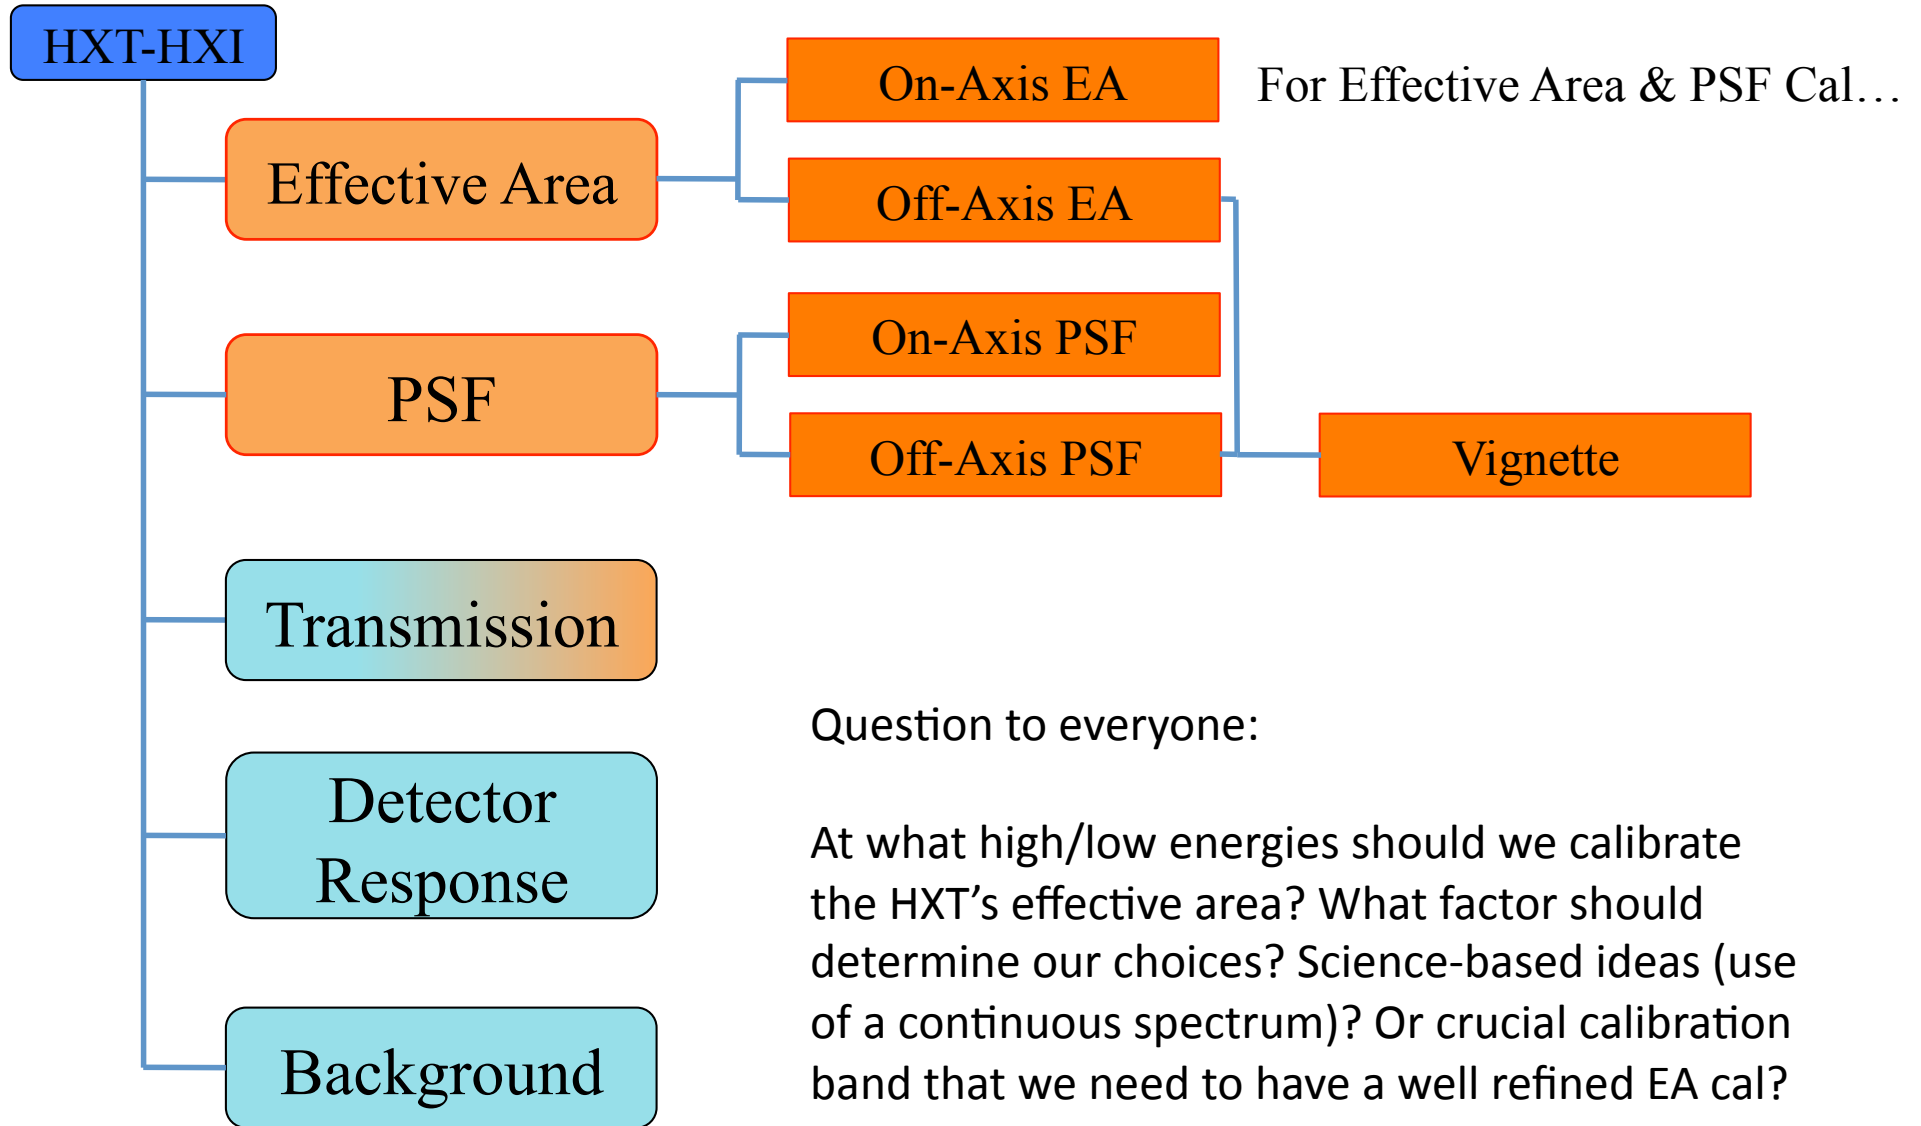 HXT-HXI
On-Axis EA
For Effective Area & PSF Cal…
Effective Area
Off-Axis EA
On-Axis PSF
PSF
Off-Axis PSF
Vignette
Transmission
Detector
Response
Background
Question to everyone:
At what high/low energies should we calibrate
the HXT’s effective area? What factor should
determine our choices? Science-based ideas (use
of a continuous spectrum)? Or crucial calibration
band that we need to have a well refined EA cal?